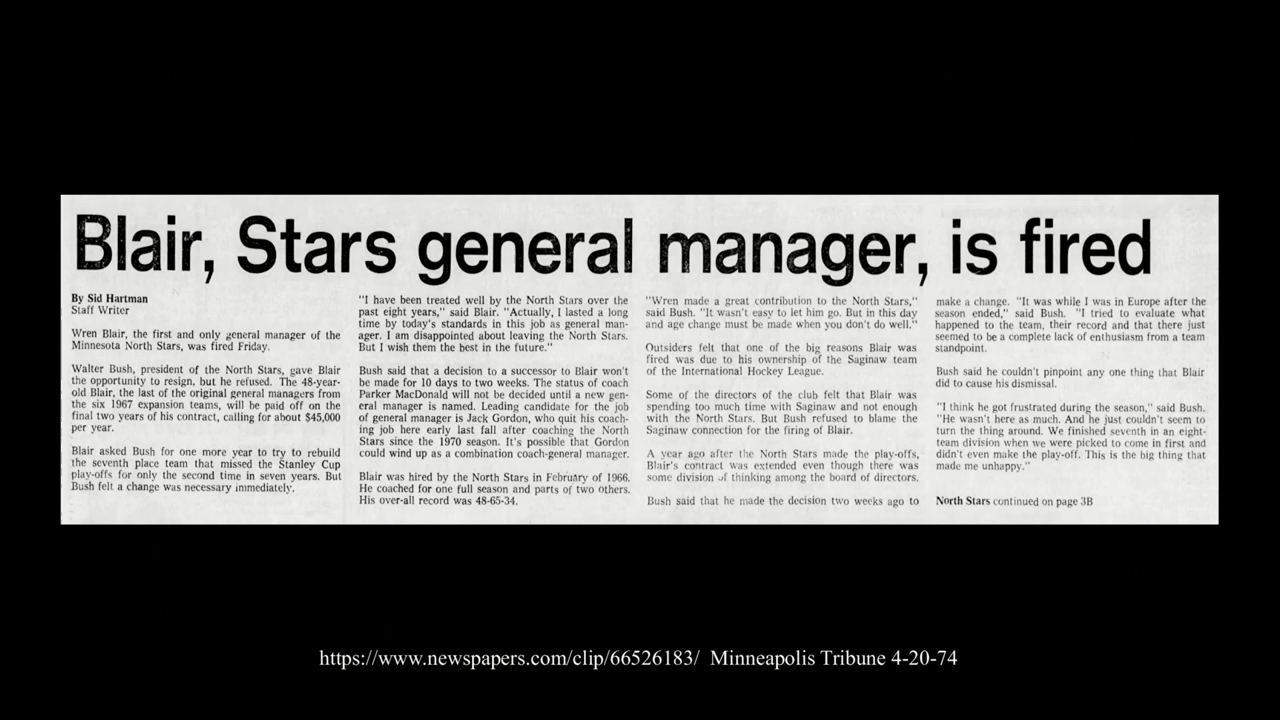 Blair, Stars general manager, is fired
By Sid Hartman
Staff Writer
Wren Blair, the first and only general manager of the
Minnesota North Stars, was fired Friday.
Walter Bush, president of the North Stars, gave Blair
the opportunity to resign, but he refused. The 48-year-
old Blair, the last of the original general managers from
the six 1967 expansion teams, will be paid off on the
final two years of his contract, calling for about $45,000
per year.
Blair asked Bush for one more year to try to rebuild
the seventh place team that missed the Stanley Cup
play-offs for only the second time in seven years. But
Bush felt a change was necessary immediately.
"I have been treated well by the North Stars over the
past eight years," said Blair. "Actually, I lasted a long
time by today's standards in this job as general man-
ager. I am disappointed about leaving the North Stars.
But I wish them the best in the future."
Bush said that a decision to a successor to Blair won't
be made for 10 days to two weeks. The status of coach
Parker MacDonald will not be decided until a new gen-
eral manager is named. Leading candidate for the job
of general manager is Jack Gordon, who quit his coach-
ing job here early last fall after coaching the North
Stars since the 1970 season. It's possible that Gordon
could wind up as a combination coach-general manager.
Blair was hired by the North Stars in February of 1966.
He coached for one full season and parts of two others.
His over-all record was 48-65-34.
"Wren made a great contribution to the North Stars,"
said Bush. "It wasn't easy to let him go. But in this day
and age change must be made when you don't do well."
Outsiders felt that one of the big reasons Blair was
fired was due to his ownership of the Saginaw team
of the International Hockey League.
Some of the directors of the club felt that Blair was
spending too much time with Saginaw and not enough
with the North Stars. But Bush refused to blame the
Saginaw connection for the firing of Blair.
A year ago after the North Stars made the play-offs,
Blair's contract was extended even though there was
some division of thinking among the board of directors.
Bush said that he made the decision two weeks ago to
make a change. "It was while I was in Europe after the
season ended," said Bush. "I tried to evaluate what
happened to the team, their record and that there just
seemed to be a complete lack of enthusiasm from a team
standpoint.
Bush said he couldn't pinpoint any one thing that Blair
did to cause his dismissal.
"I think he got frustrated during the season," said Bush.
"He wasn't here as much. And he just couldn't seem to
turn the thing around. We finished seventh in an eight-
team division when we were picked to come in first and
didn't even make the play-off. This is the big thing that
made me unhappy."
North Stars continued on page 3B
https://www.newspapers.com/clip/66526183/ Minneapolis Tribune 4-20-74